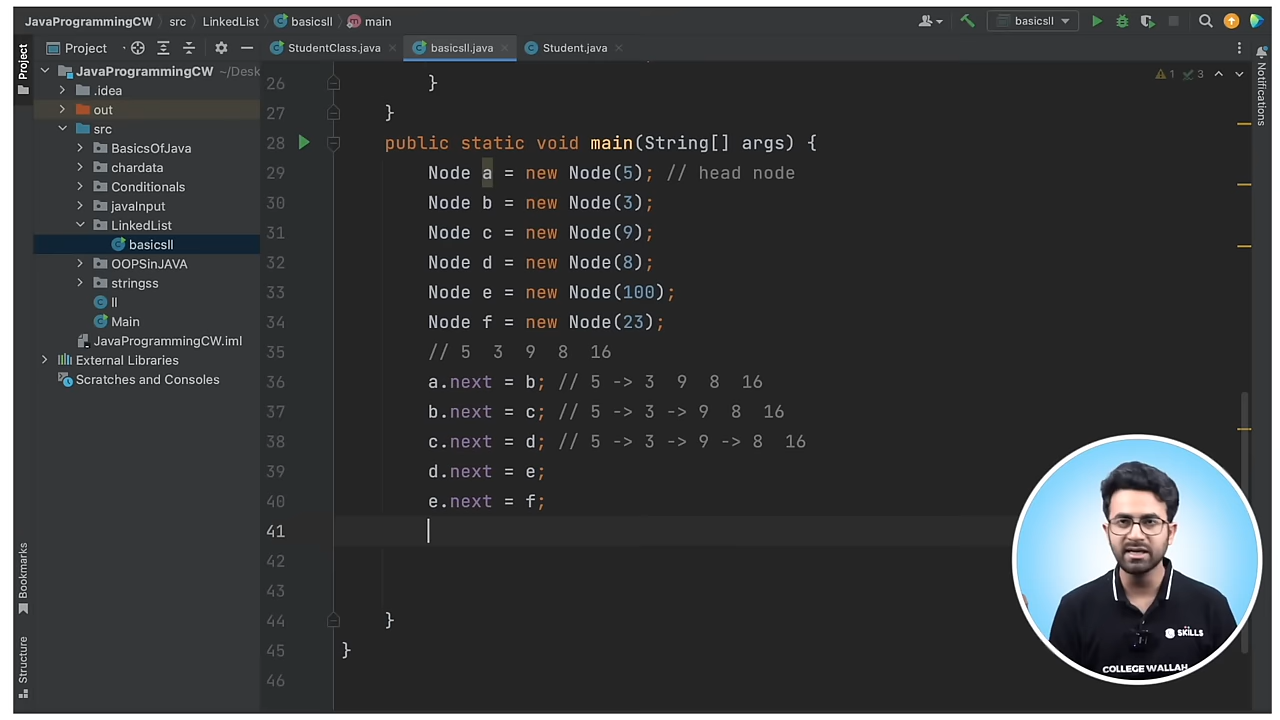 JavaProgrammingCW src LinkedList basicsll main
basicsll
Project
Project
StudentClass.java
basicsll.java
Student.java
JavaProgrammingCW ~/Desk
.idea
out
src
BasicsOfJava
chardata
Conditionals
javaInput
LinkedList
basicsll
OOPSinJAVA
stringss
ll
Main
JavaProgrammingCW.iml
External Libraries
Scratches and Consoles
Bookmarks
Structure
1 3
Notifications
26 }
27 }
28 public static void main(String[] args) {
29 Node a = new Node(5); // head node
30 Node b = new Node(3);
31 Node c = new Node(9);
32 Node d = new Node(8);
33 Node e = new Node(100);
34 Node f = new Node(23);
35 // 5 3 9 8 16
36 a.next = b; // 5 -> 3 9 8 16
37 b.next = c; // 5 -> 3 -> 9 8 16
38 c.next = d; // 5 -> 3 -> 9 -> 8 16
39 d.next = e;
40 e.next = f;
41
42
43
44 }
45 }
46
SKILLS
COLLEGE WALLAH